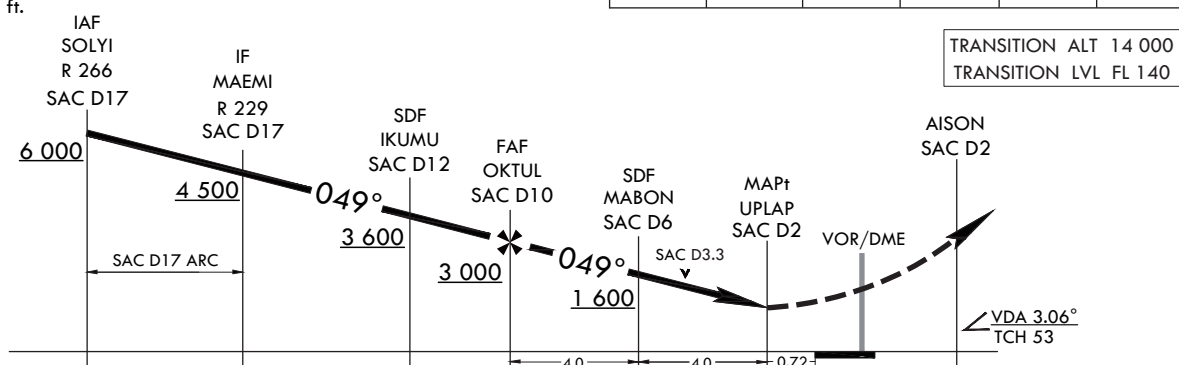 ft.
TRANSITION ALT 14 000
TRANSITION LVL FL 140
IAF
SOLYI
R 266
SAC D17
IF
MAEMI
R 229
SAC D17
SDF
IKUMU
SAC D12
FAF
OKTUL
SAC D10
SDF
MABON
SAC D6
MAPt
UPLAP
SAC D2
AISON
SAC D2
VOR/DME
6 000
4 500
049°
3 600
3 000
049°
SAC D3.3
1 600
SAC D17 ARC
VDA 3.06°
TCH 53
4.0
4.0
0.72